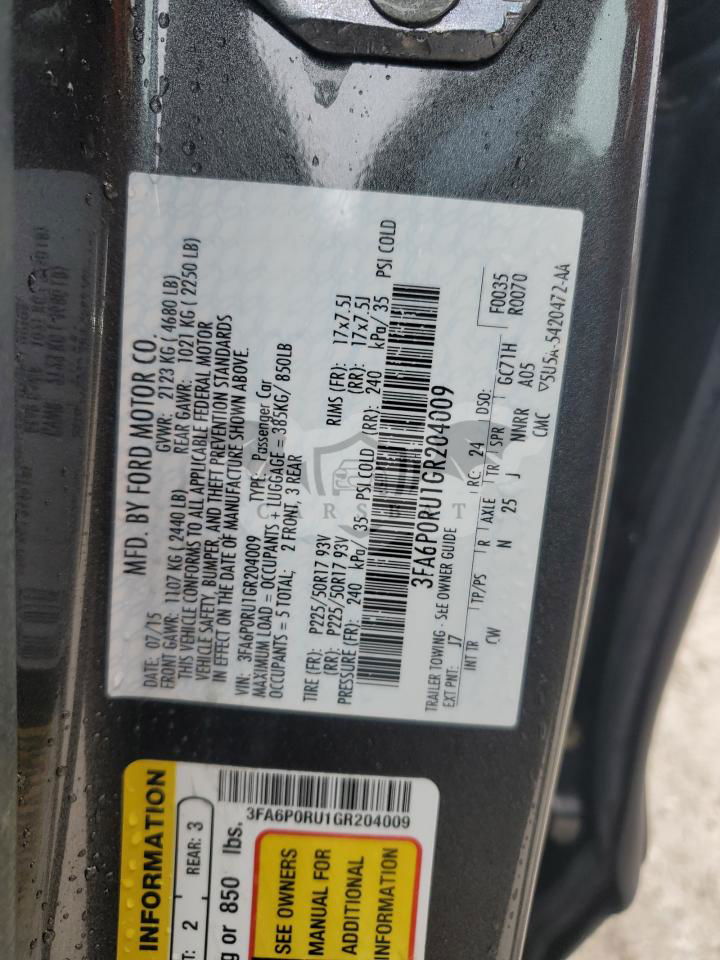 MFD. BY FORD MOTOR CO.
DATE: 07/15 GVWR: 2123 KG ( 4680 LB)
FRONT GAWR: 1107 KG ( 2440 LB) REAR GAWR: 1021 KG ( 2250 LB)
THIS VEHICLE CONFORMS TO ALL APPLICABLE FEDERAL MOTOR
VEHICLE SAFETY, BUMPER, AND THEFT PREVENTION STANDARDS
IN EFFECT ON THE DATE OF MANUFACTURE SHOWN ABOVE.
VIN: 3FA6P0RU1GR204009 TYPE: Passenger Car
MAXIMUM LOAD = OCCUPANTS + LUGGAGE = 385KG/ 850LB
OCCUPANTS = 5 TOTAL; 2 FRONT, 3 REAR
TIRE (FR): P225/50R17 93V RIMS (FR): 17x7.5J
(RR): P225/50R17 93V (RR): 17x7.5J
PRESSURE (FR): 240 kPa/ 35 PSI COLD (RR): 240 kPa/ 35 PSI COLD
3FA6P0RU1GR204009
TRAILER TOWING - SEE OWNER GUIDE
EXT PNT: J7 RC: 24 DSO: F0035
INT TR TP/PS R AXLE TR SPR GC71H R0070
CW N 25 J NNRR A05
CMC
▽5U5A-5420472-AA
CARSBIT
INFORMATION
T: 2 REAR: 3
g or 850 lbs.
3FA6P0RU1GR204009
SEE OWNERS
MANUAL FOR
ADDITIONAL
INFORMATION